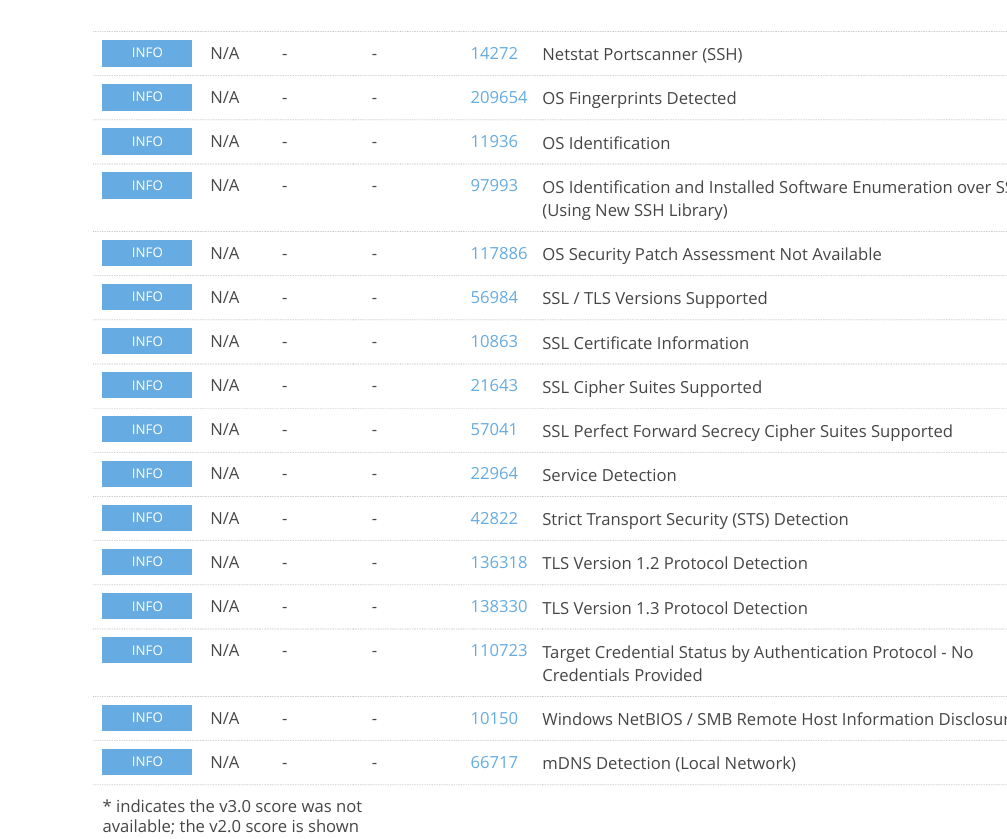 INFO N/A - - 14272 Netstat Portscanner (SSH)
INFO N/A - - 209654 OS Fingerprints Detected
INFO N/A - - 11936 OS Identification
INFO N/A - - 97993 OS Identification and Installed Software Enumeration over
(Using New SSH Library)
INFO N/A - - 117886 OS Security Patch Assessment Not Available
INFO N/A - - 56984 SSL / TLS Versions Supported
INFO N/A - - 10863 SSL Certificate Information
INFO N/A - - 21643 SSL Cipher Suites Supported
INFO N/A - - 57041 SSL Perfect Forward Secrecy Cipher Suites Supported
INFO N/A - - 22964 Service Detection
INFO N/A - - 42822 Strict Transport Security (STS) Detection
INFO N/A - - 136318 TLS Version 1.2 Protocol Detection
INFO N/A - - 138330 TLS Version 1.3 Protocol Detection
INFO N/A - - 110723 Target Credential Status by Authentication Protocol - No
Credentials Provided
INFO N/A - - 10150 Windows NetBIOS / SMB Remote Host Information Disclosu
INFO N/A - - 66717 mDNS Detection (Local Network)
* indicates the v3.0 score was not
available; the v2.0 score is shown